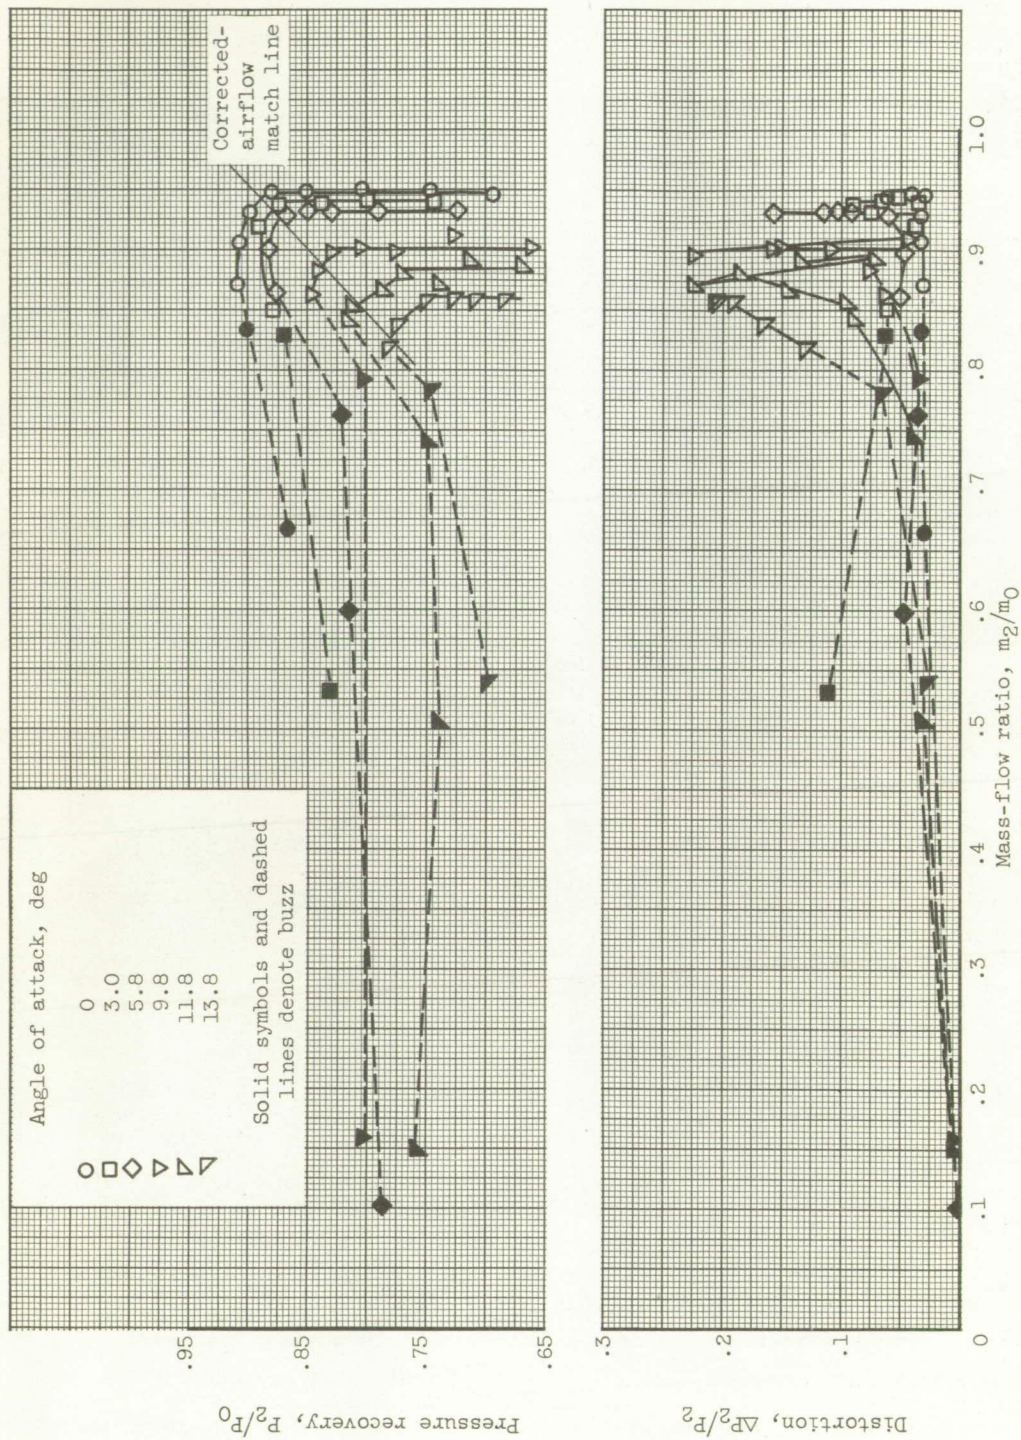 Angle of attack, deg
0
3.0
5.8
9.8
11.8
13.8
Solid symbols and dashed
lines denote buzz
Corrected-
airflow
match line
Pressure recovery, P2/P0
.95
.85
.75
.65
Distortion, ΔP2/P2
.3
.2
.1
0
.1
.2
.3
.4
.5
.6
.7
.8
.9
1.0
Mass-flow ratio, m2/m0